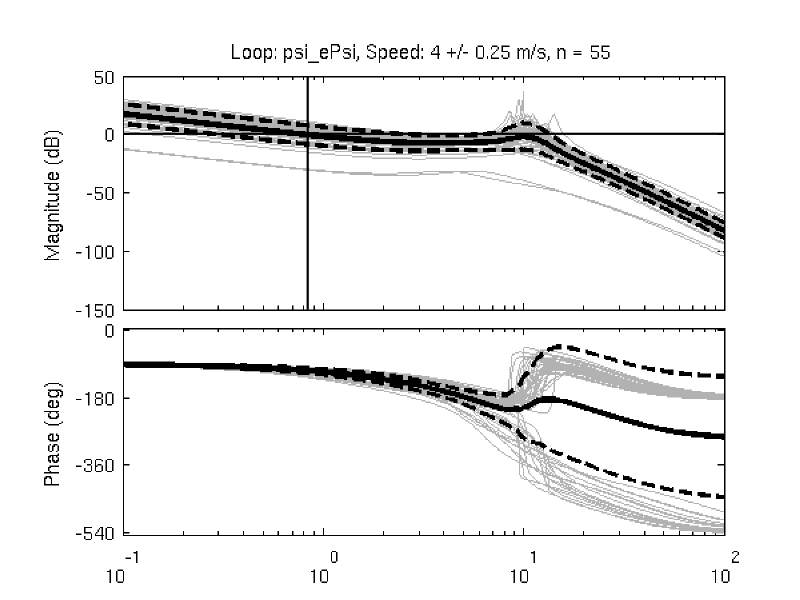 Loop: psi_ePsi, Speed: 4 +/- 0.25 m/s, n = 55
50
0
-50
-100
-150
Magnitude (dB)
0
-180
-360
-540
Phase (deg)
-1 0 1 2
10 10 10 10